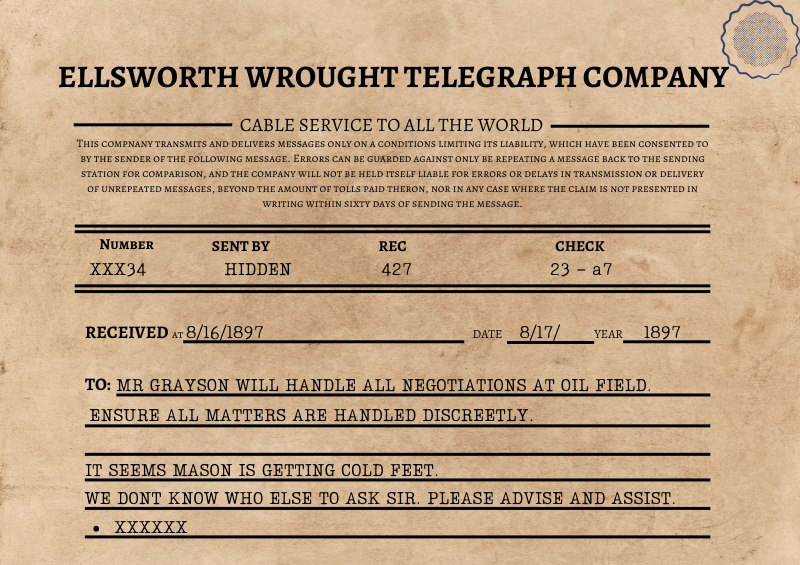 ELLSWORTH WROUGHT TELEGRAPH COMPANY
CABLE SERVICE TO ALL THE WORLD
This compnany transmits and delivers messages only on a conditions limiting its liability, which have been consented to
by the sender of the following message. Errors can be guarded against only be repeating a message back to the sending
station for comparison, and the company will not be held itself liable for errors or delays in transmission or delivery
of unrepeated messages, beyond the amount of tolls paid theron, nor in any case where the claim is not presented in
writing within sixty days of sending the message.
Number SENT BY REC CHECK
XXX34 HIDDEN 427 23 - a7
RECEIVED AT 8/16/1897 DATE 8/17/ YEAR 1897
TO: MR GRAYSON WILL HANDLE ALL NEGOTIATIONS AT OIL FIELD.
ENSURE ALL MATTERS ARE HANDLED DISCREETLY.
IT SEEMS MASON IS GETTING COLD FEET.
WE DONT KNOW WHO ELSE TO ASK SIR. PLEASE ADVISE AND ASSIST.
• XXXXXX